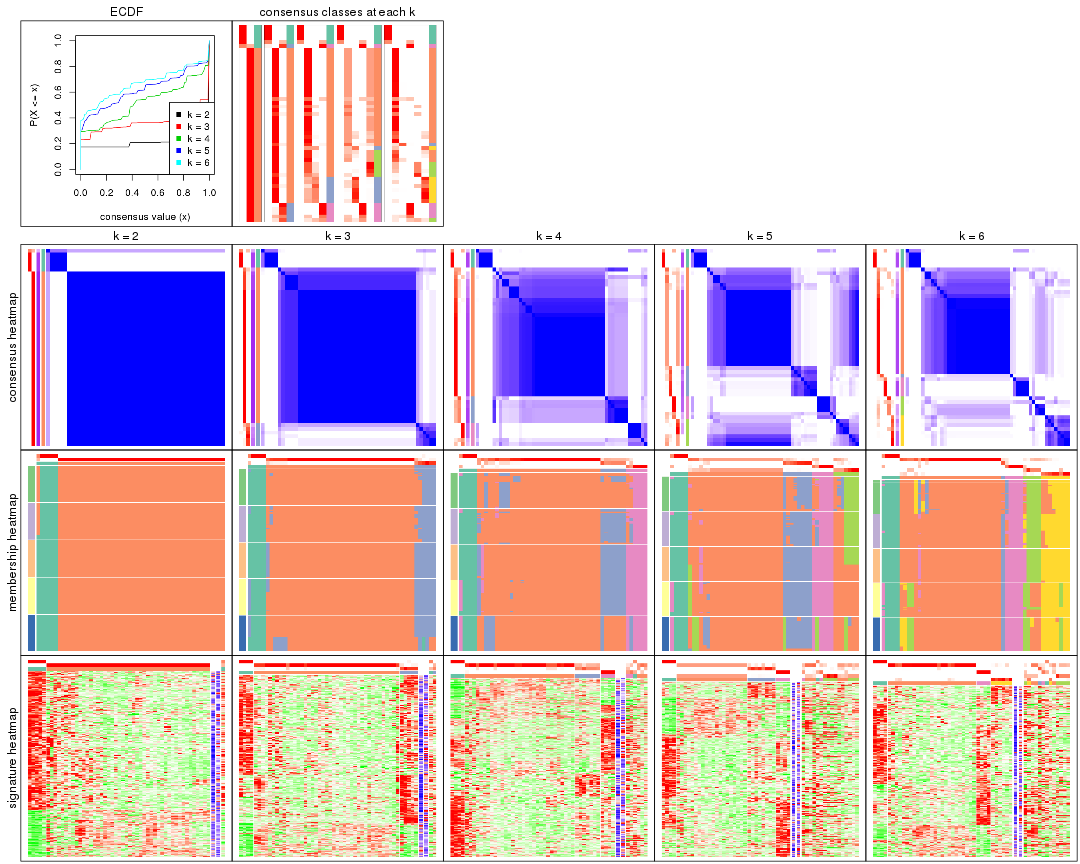 ECDF
consensus classes at each k
P(X <= x)
0.0 0.2 0.4 0.6 0.8 1.0
k = 2
k = 3
k = 4
k = 5
k = 6
0.0 0.2 0.4 0.6 0.8 1.0
consensus value (x)
k = 2
k = 3
k = 4
k = 5
k = 6
consensus heatmap
membership heatmap
signature heatmap